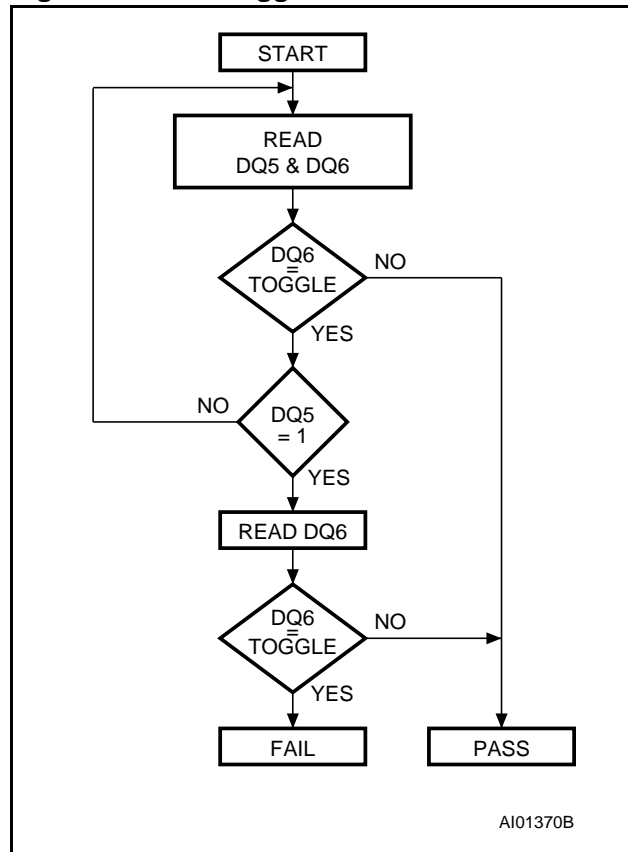 START
READ
DQ5 & DQ6
DQ6
=
TOGGLE
NO
YES
NO
DQ5
= 1
YES
READ DQ6
DQ6
=
TOGGLE
NO
YES
FAIL
PASS
AI01370B